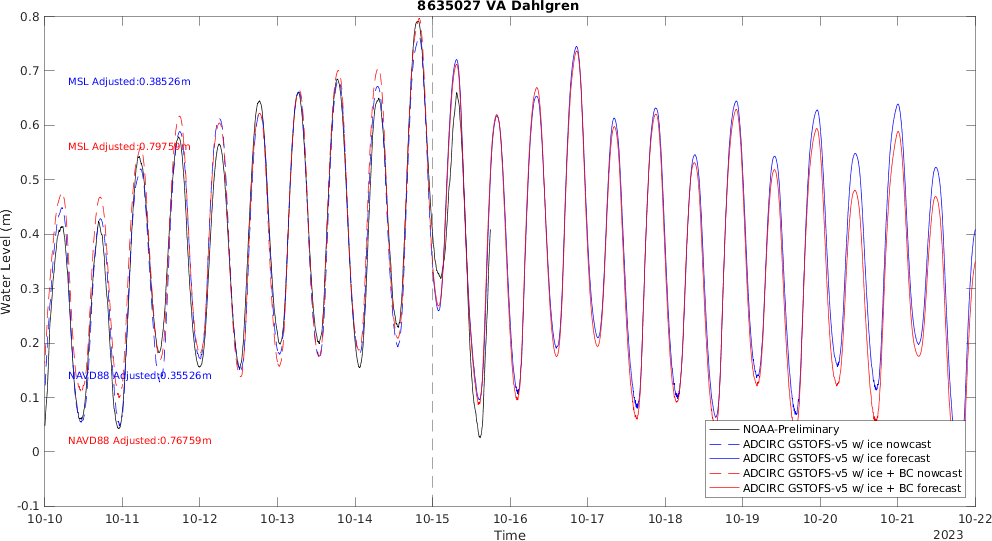 8635027 VA Dahlgren
Water Level (m)
0.8
0.7
0.6
0.5
0.4
0.3
0.2
0.1
0
-0.1
MSL Adjusted:0.38526m
MSL Adjusted:0.79759m
NAVD88 Adjusted:0.35526m
NAVD88 Adjusted:0.76759m
NOAA-Preliminary
ADCIRC GSTOFS-v5 w/ ice nowcast
ADCIRC GSTOFS-v5 w/ ice forecast
ADCIRC GSTOFS-v5 w/ ice + BC nowcast
ADCIRC GSTOFS-v5 w/ ice + BC forecast
10-10 10-11 10-12 10-13 10-14 10-15 10-16 10-17 10-18 10-19 10-20 10-21 10-22
Time
2023